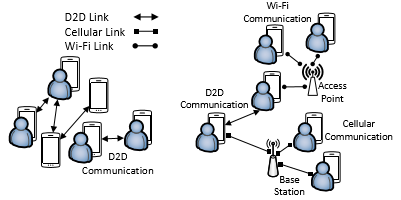 D2D Link
Cellular Link
Wi-Fi Link
D2D
Communication
Wi-Fi
Communication
Access
Point
D2D
Communication
Cellular
Communication
Base
Station